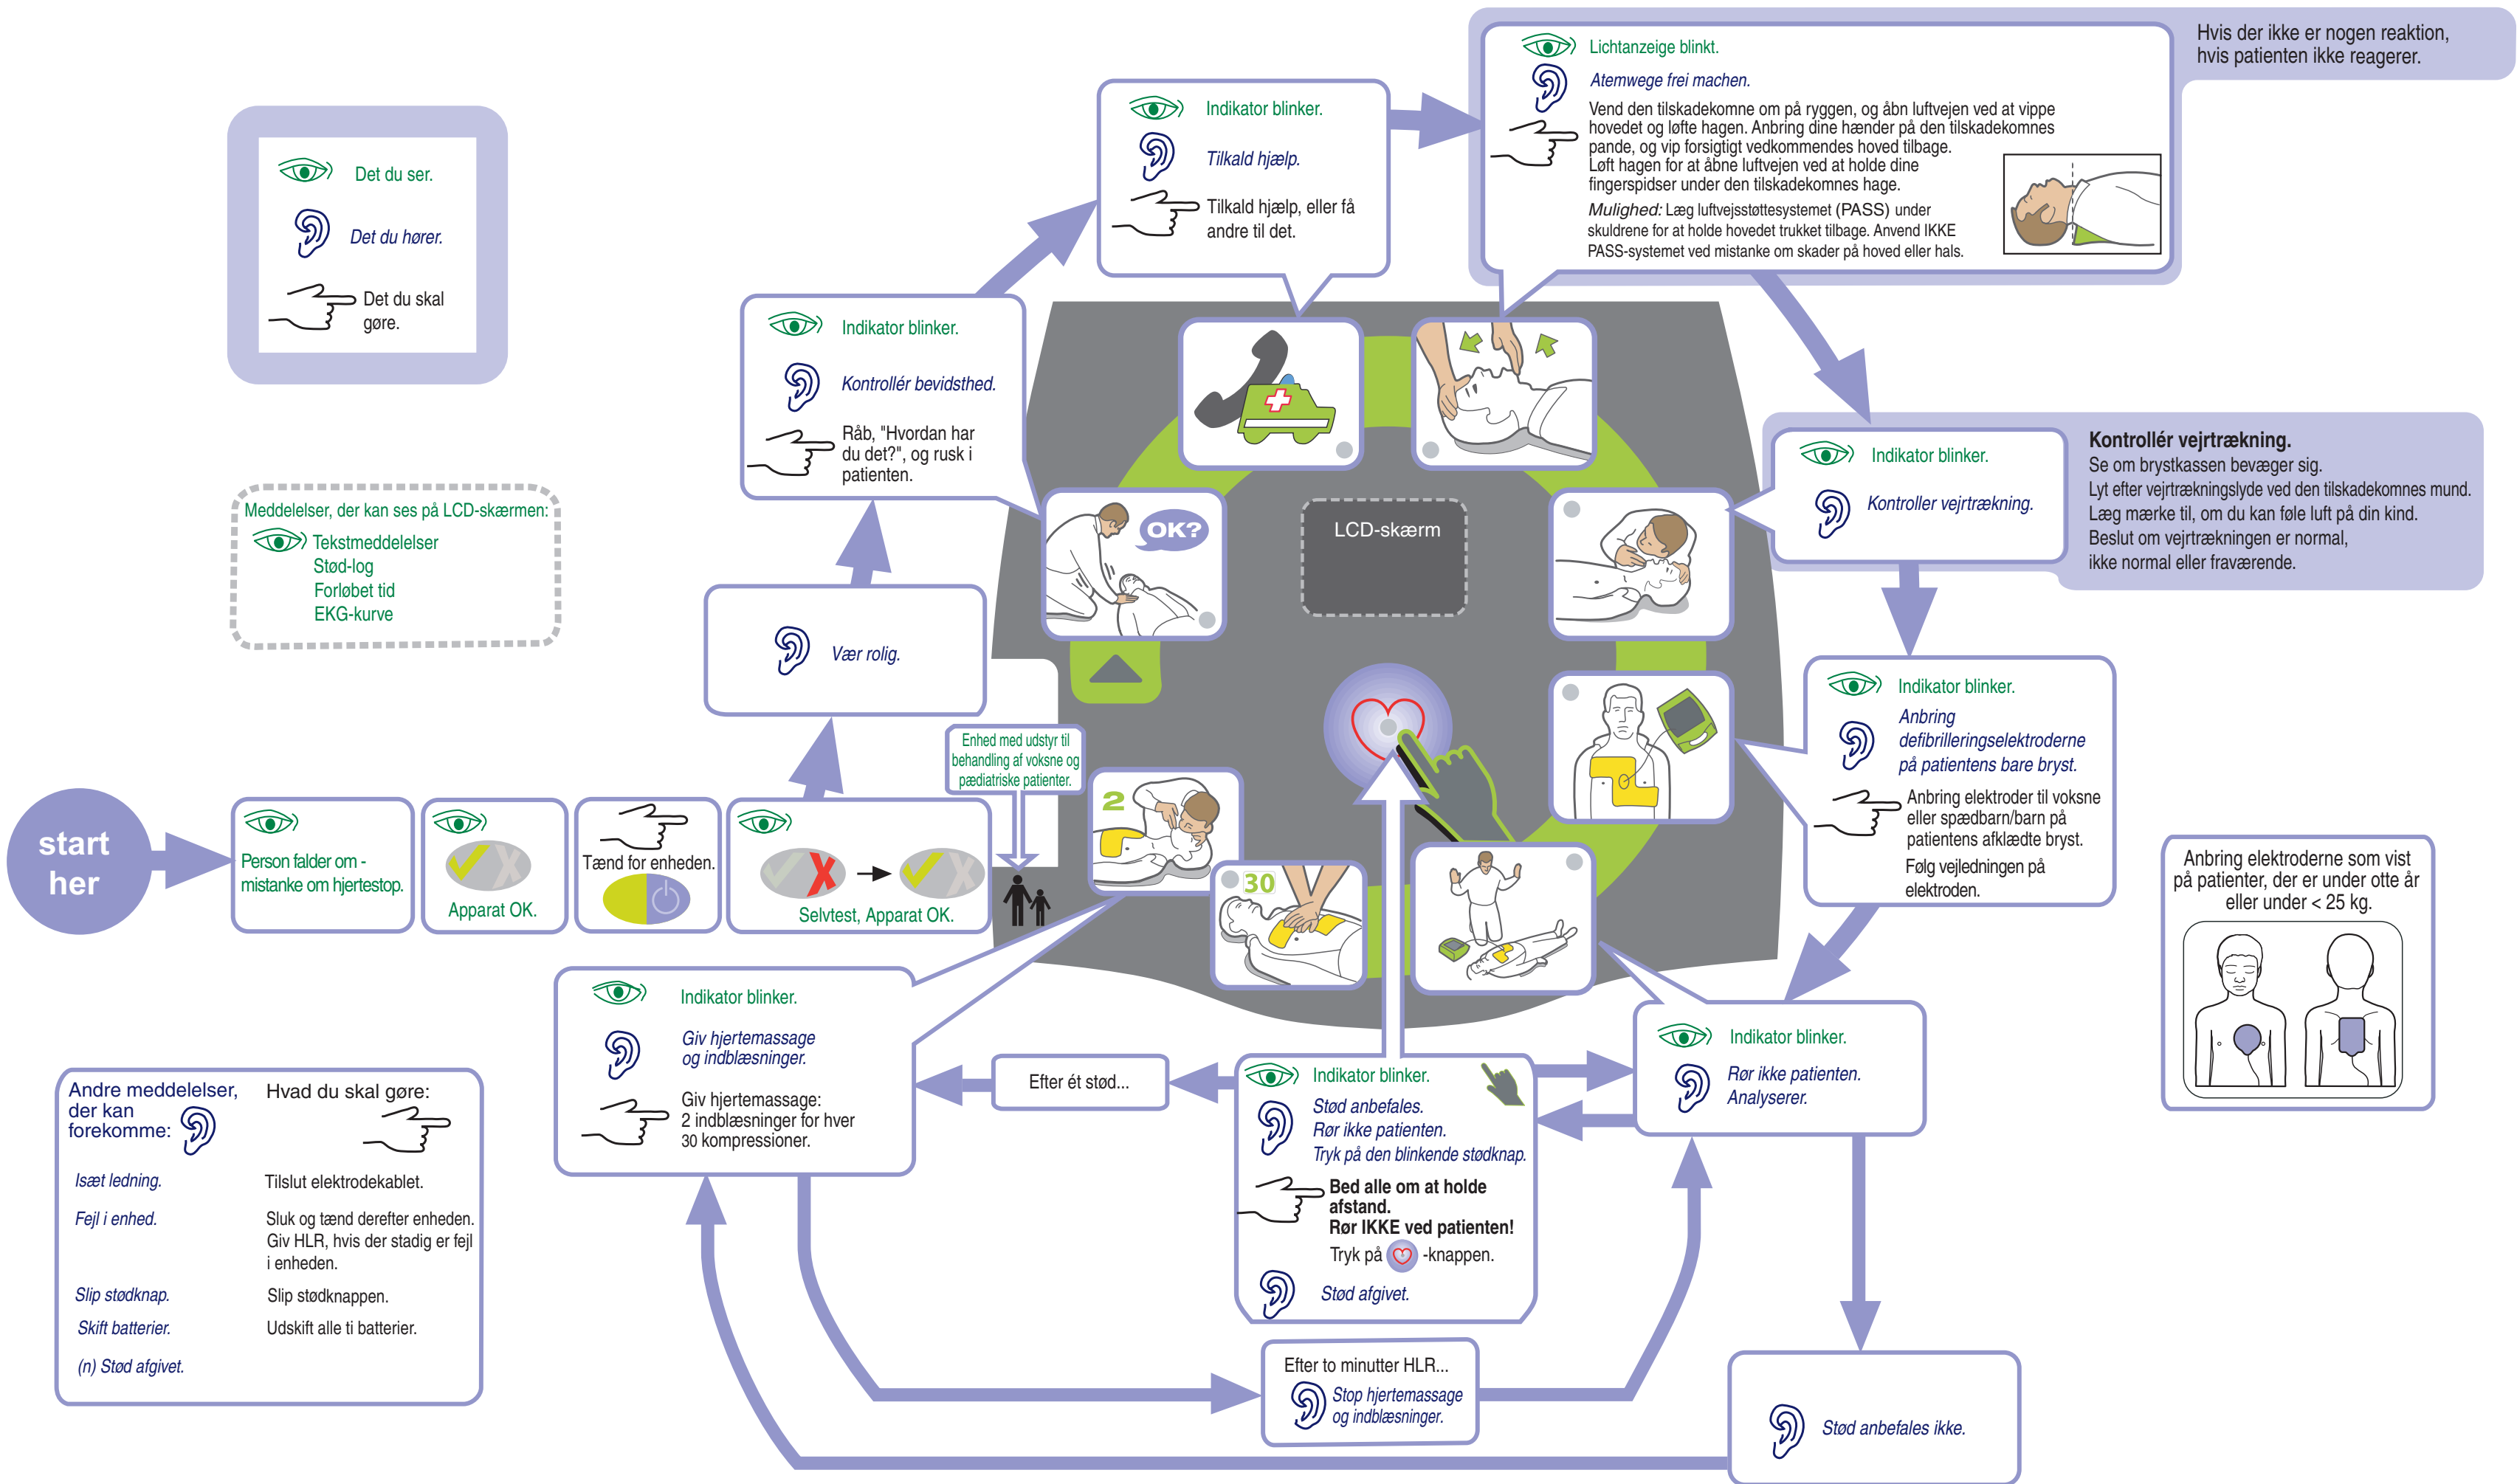 Det du ser.
Det du hører.
Det du skal
gøre.
Meddelelser, der kan ses på LCD-skærmen:
Tekstmeddelelser
Stød-log
Forløbet tid
EKG-kurve
start
her
Person falder om -
mistanke om hjertestop.
Apparat OK.
Tænd for enheden.
Selvtest, Apparat OK.
Enhed med udstyr til
behandling af voksne og
pædiatriske patienter.
Vær rolig.
Indikator blinker.
Kontrollér bevidsthed.
Råb, "Hvordan har
du det?", og rusk i
patienten.
Indikator blinker.
Tilkald hjælp.
Tilkald hjælp, eller få
andre til det.
Lichtanzeige blinkt.
Atemwege frei machen.
Vend den tilskadekomne om på ryggen, og åbn luftvejen ved at vippe
hovedet og løfte hagen. Anbring dine hænder på den tilskadekomnes
pande, og vip forsigtigt vedkommendes hoved tilbage.
Løft hagen for at åbne luftvejen ved at holde dine
fingerspidser under den tilskadekomnes hage.
Mulighed: Læg luftvejsstøttesystemet (PASS) under
skuldrene for at holde hovedet trukket tilbage. Anvend IKKE
PASS-systemet ved mistanke om skader på hoved eller hals.
Hvis der ikke er nogen reaktion,
hvis patienten ikke reagerer.
OK?
LCD-skærm
2
30
Indikator blinker.
Kontroller vejrtrækning.
Kontrollér vejrtrækning.
Se om brystkassen bevæger sig.
Lyt efter vejrtrækningslyde ved den tilskadekomnes mund.
Læg mærke til, om du kan føle luft på din kind.
Beslut om vejrtrækningen er normal,
ikke normal eller fraværende.
Indikator blinker.
Anbring
defibrilleringselektroderne
på patientens bare bryst.
Anbring elektroder til voksne
eller spædbarn/barn på
patientens afklædte bryst.
Følg vejledningen på
elektroden.
Anbring elektroderne som vist
på patienter, der er under otte år
eller under < 25 kg.
Indikator blinker.
Rør ikke patienten.
Analyserer.
Indikator blinker.
Stød anbefales.
Rør ikke patienten.
Tryk på den blinkende stødknap.
Bed alle om at holde
afstand.
Rør IKKE ved patienten!
Tryk på -knappen.
Stød afgivet.
Efter ét stød...
Indikator blinker.
Giv hjertemassage
og indblæsninger.
Giv hjertemassage:
2 indblæsninger for hver
30 kompressioner.
Efter to minutter HLR...
Stop hjertemassage
og indblæsninger.
Stød anbefales ikke.
Andre meddelelser,
der kan
forekomme:
Hvad du skal gøre:
Isæt ledning.
Tilslut elektrodekablet.
Fejl i enhed.
Sluk og tænd derefter enheden.
Giv HLR, hvis der stadig er fejl
i enheden.
Slip stødknap.
Slip stødknappen.
Skift batterier.
Udskift alle ti batterier.
(n) Stød afgivet.